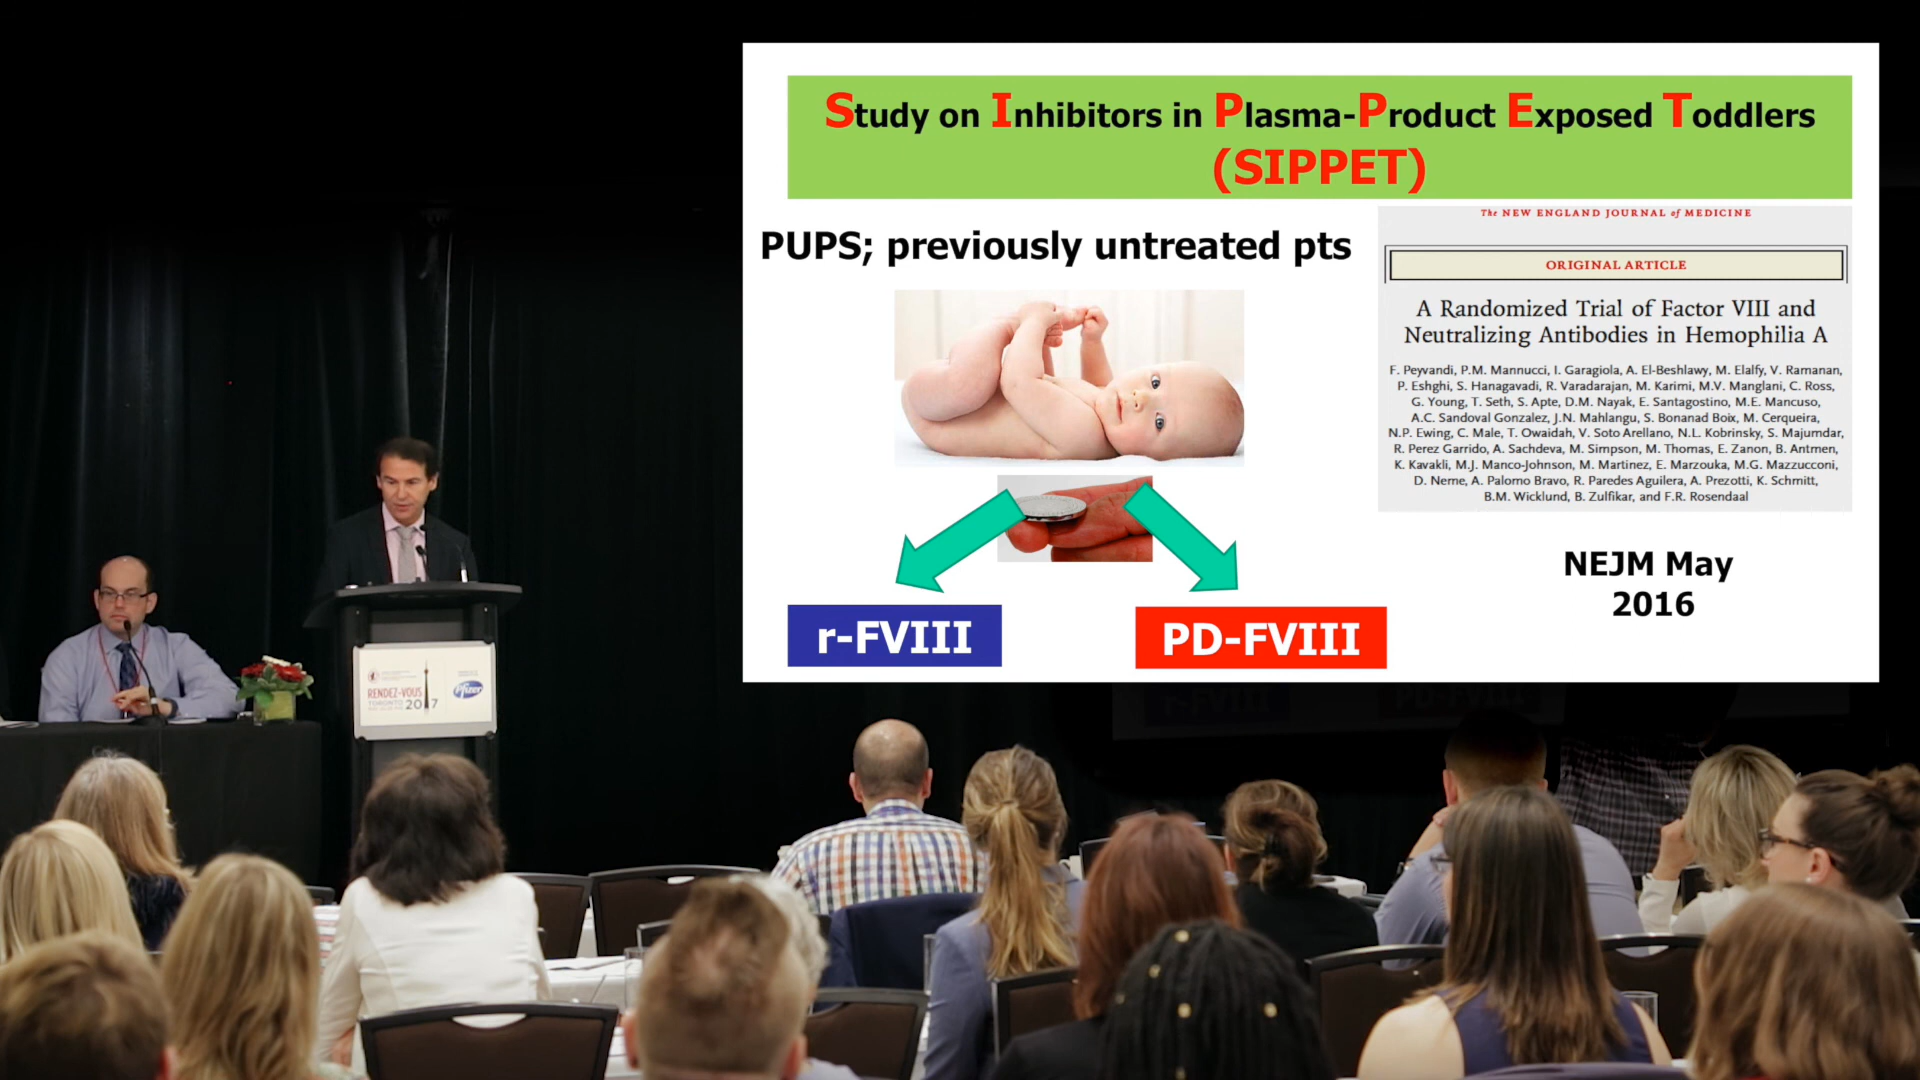 Study on Inhibitors in Plasma-Product Exposed Toddlers
(SIPPET)
PUPS; previously untreated pts
The NEW ENGLAND JOURNAL of MEDICINE
ORIGINAL ARTICLE
A Randomized Trial of Factor VIII and
Neutralizing Antibodies in Hemophilia A
F. Peyvandi, P.M. Mannucci, I. Garagiola, A. El-Beshlawy, M. Elalfy, V. Ramanan,
P. Eshghi, S. Hanagavadi, R. Varadarajan, M. Karimi, M.V. Manglani, C. Ross,
G. Young, T. Seth, S. Apte, D.M. Nayak, E. Santagostino, M.E. Mancuso,
A.C. Sandoval Gonzalez, J.N. Mahlangu, S. Bonanad Boix, M. Cerqueira,
N.P. Ewing, C. Male, T. Owaidah, V. Soto Arellano, N.L. Kobrinsky, S. Majumdar,
R. Perez Garrido, A. Sachdeva, M. Simpson, M. Thomas, E. Zanon, B. Antmen,
K. Kavakli, M.J. Manco-Johnson, M. Martinez, E. Marzouka, M.G. Mazzucconi,
D. Neme, A. Palomo Bravo, R. Paredes Aguilera, A. Prezotti, K. Schmitt,
B.M. Wicklund, B. Zulfikar, and F.R. Rosendaal
NEJM May
2016
r-FVIII
PD-FVIII
RENDEZ-VOUS
TORONTO 2017
Pfizer